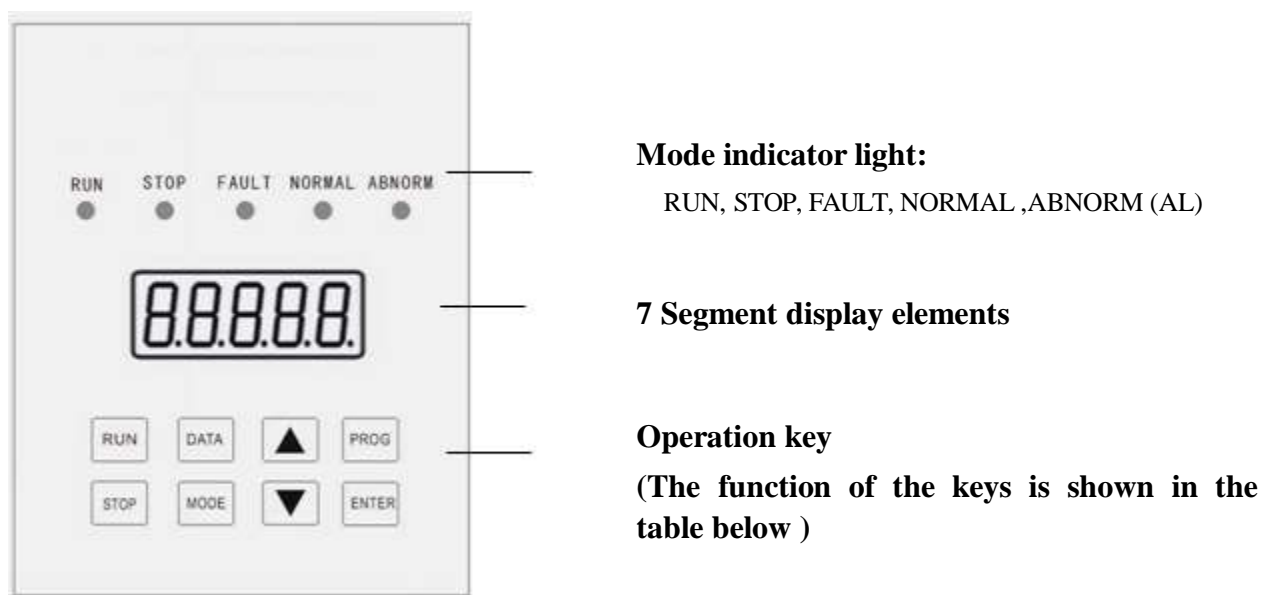 Mode indicator light:
RUN STOP FAULT NORMAL ABNORM
RUN, STOP, FAULT, NORMAL ,ABNORM (AL)
8.8.8.8.8.
7 Segment display elements
RUN DATA ▲ PROG
Operation key
STOP MODE ▼ ENTER
(The function of the keys is shown in the
table below )